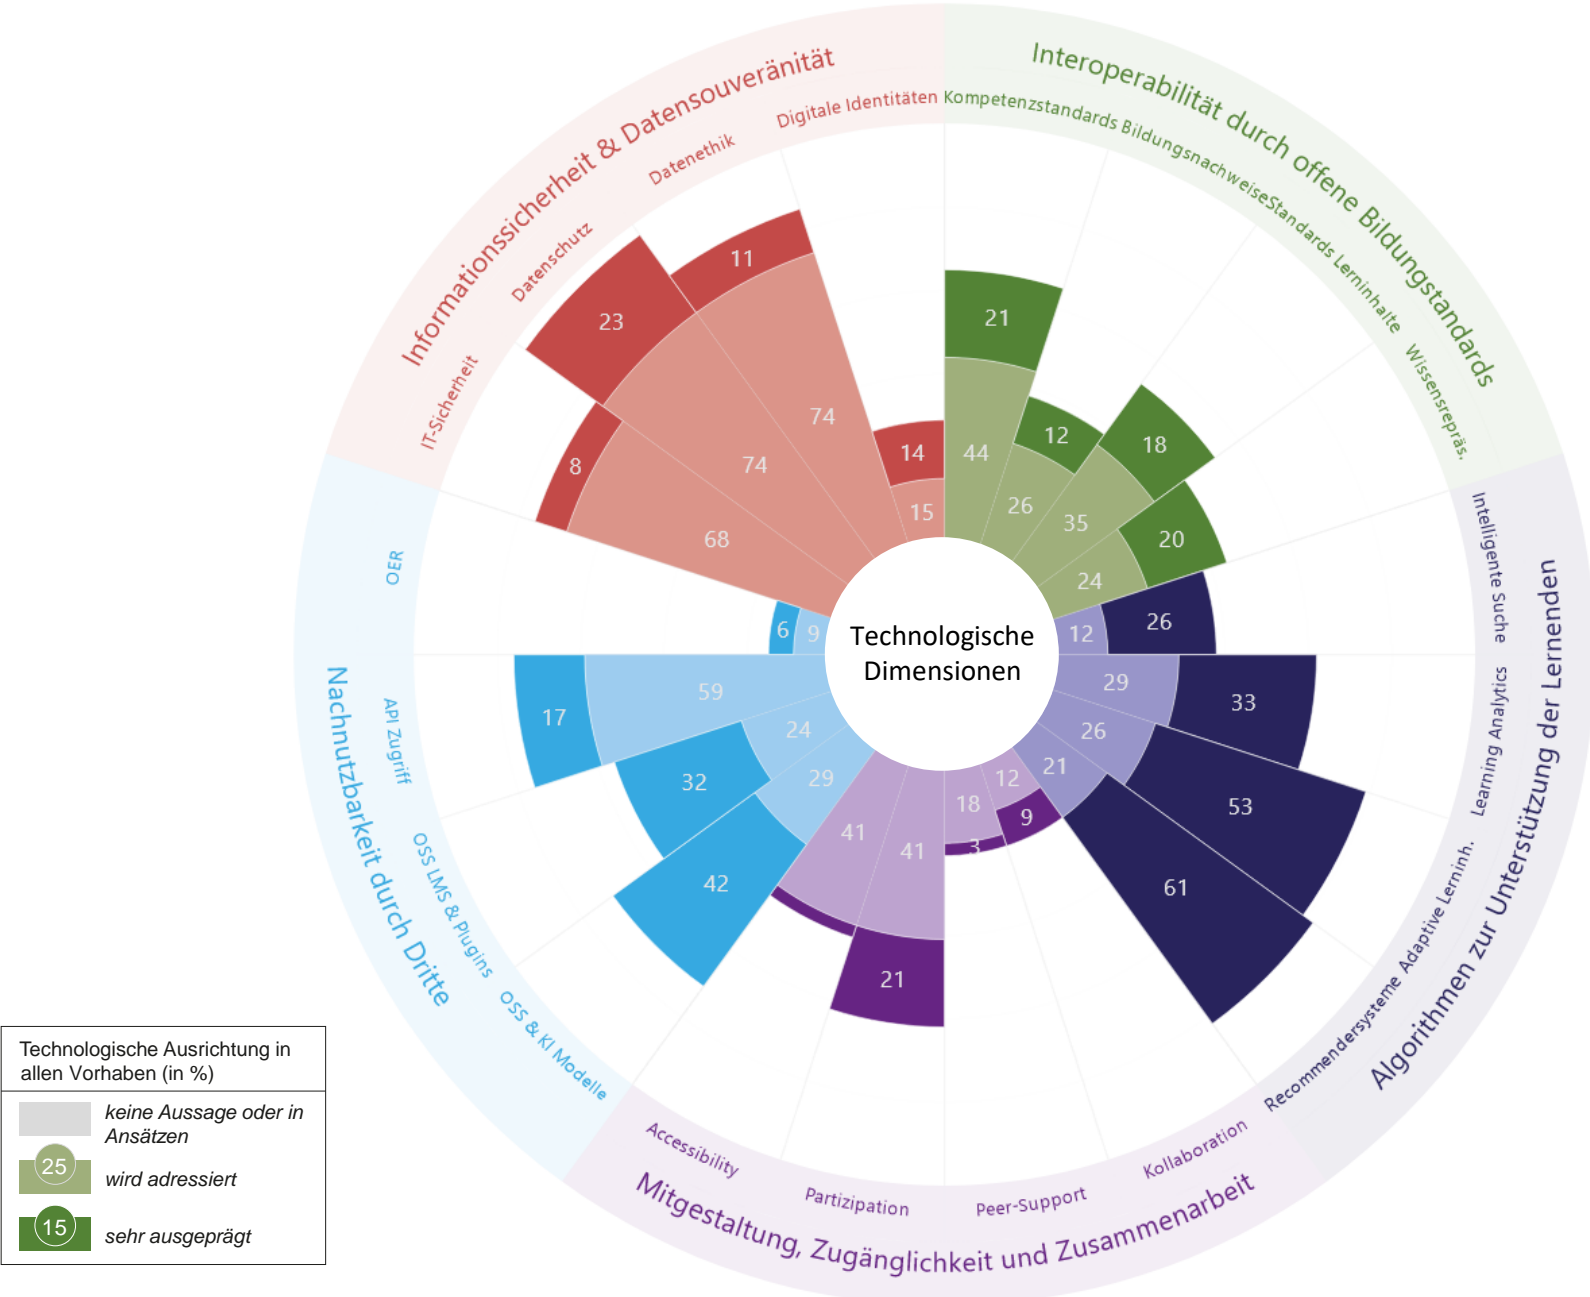 Informationssicherheit & Datensouveränität
Interoperabilität durch offene Bildungstandards
Digitale Identitäten
Kompetenzstandards
Bildungsnachweise
Standards Lerninhalte
Wissensrepräs.
Datenethik
Datenschutz
IT-Sicherheit
Intelligente Suche
Learning Analytics
Adaptive Lerninh.
Recommendersysteme
Algorithmen zur Unterstützung der Lernenden
OER
API Zugriff
OSS LMS & Plugins
OSS & KI Modelle
Nachnutzbarkeit durch Dritte
Accessibility
Partizipation
Peer-Support
Kollaboration
Mitgestaltung, Zugänglichkeit und Zusammenarbeit
11
23
8
74
74
68
14
15
21
44
12
26
18
35
20
24
26
12
33
29
53
26
61
21
9
12
3
18
21
41
41
42
29
32
24
17
59
6
9
Technologische
Dimensionen
Technologische Ausrichtung in
allen Vorhaben (in %)
keine Aussage oder in
Ansätzen
25
wird adressiert
15
sehr ausgeprägt